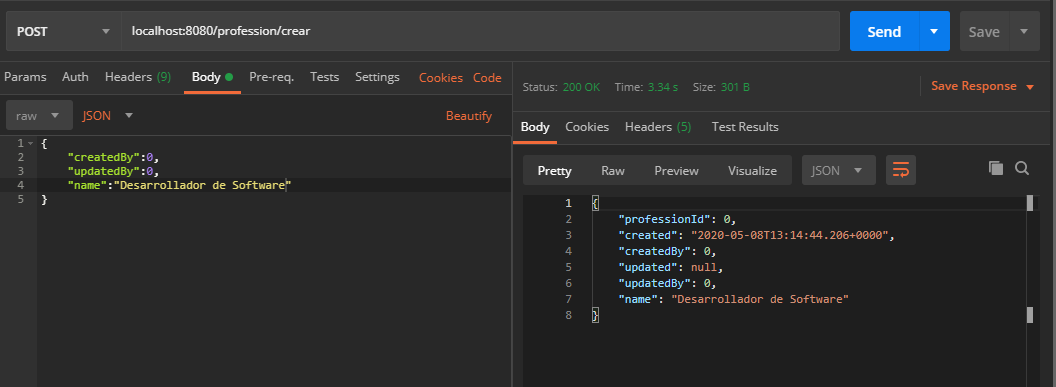 POST localhost:8080/profession/crear Send Save
Params Auth Headers (9) Body Pre-req. Tests Settings Cookies Code
raw JSON Beautify
1 {
2 "createdBy":0,
3 "updatedBy":0,
4 "name":"Desarrollador de Software"
5 }
Status: 200 OK Time: 3.34 s Size: 301 B Save Response
Body Cookies Headers (5) Test Results
Pretty Raw Preview Visualize JSON
1 {
2 "professionId": 0,
3 "created": "2020-05-08T13:14:44.206+0000",
4 "createdBy": 0,
5 "updated": null,
6 "updatedBy": 0,
7 "name": "Desarrollador de Software"
8 }